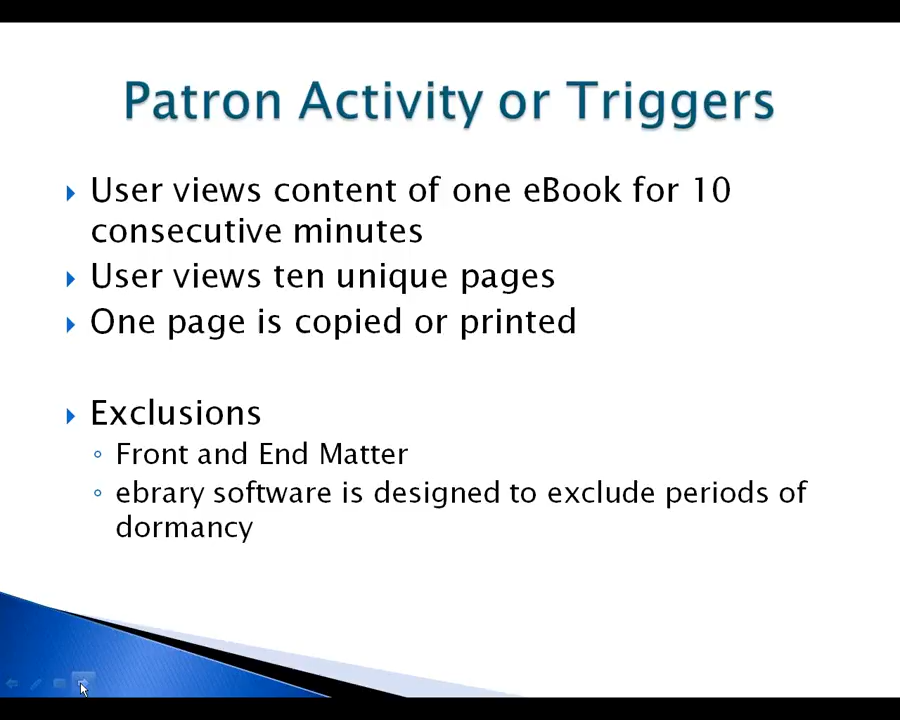 Patron Activity or Triggers
User views content of one eBook for 10
consecutive minutes
User views ten unique pages
One page is copied or printed
Exclusions
Front and End Matter
ebrary software is designed to exclude periods of
dormancy